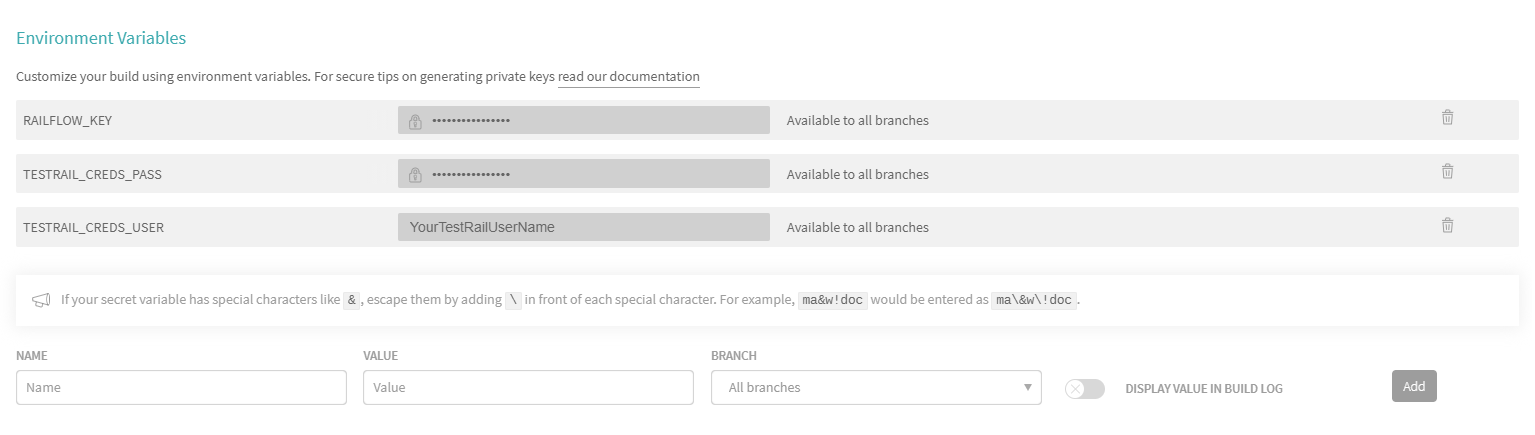 Environment Variables
Customize your build using environment variables. For secure tips on generating private keys read our documentation
RAILFLOW_KEY •••••••••••••••• Available to all branches
TESTRAIL_CREDS_PASS •••••••••••••••• Available to all branches
TESTRAIL_CREDS_USER YourTestRailUserName Available to all branches
If your secret variable has special characters like &, escape them by adding \ in front of each special character. For example, ma&w!doc would be entered as ma\&w\!doc.
NAME VALUE BRANCH
Name Value All branches DISPLAY VALUE IN BUILD LOG Add